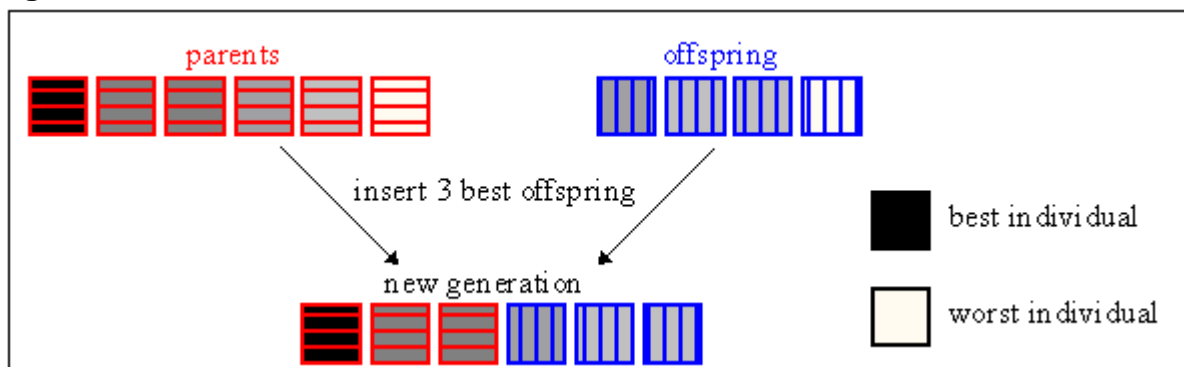 parents
offspring
insert 3 best offspring
best individual
new generation
worst individual